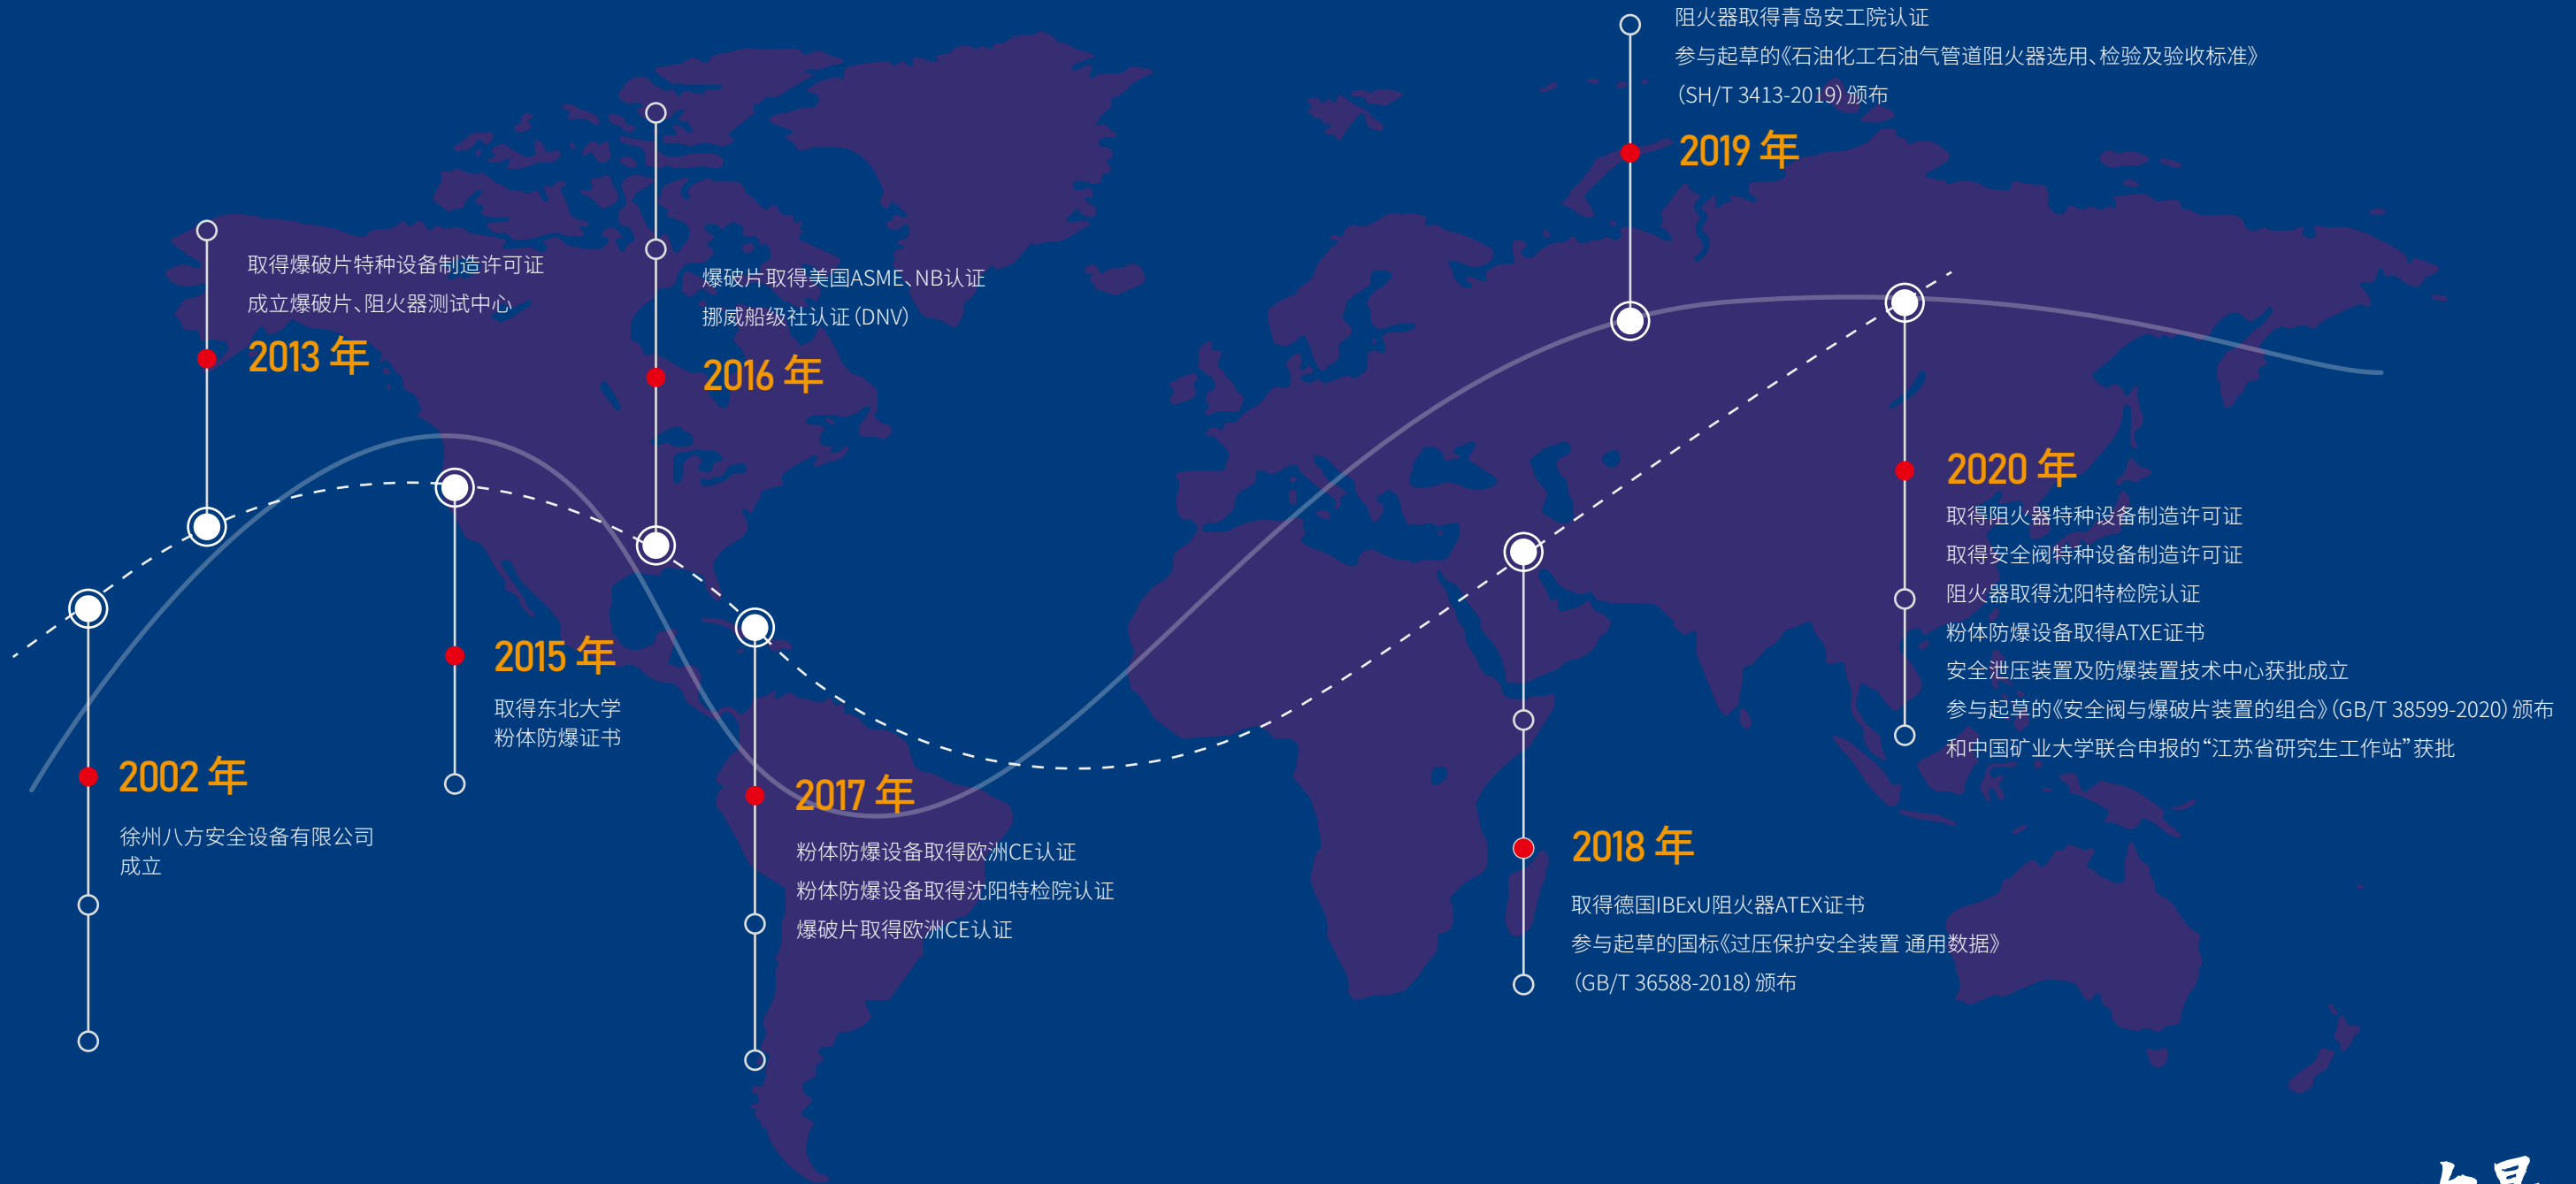 阻火器取得青岛安工院认证
参与起草的《石油化工石油气管道阻火器选用、检验及验收标准》
（SH/T 3413-2019）颁布
2019 年
取得爆破片特种设备制造许可证
成立爆破片、阻火器测试中心
2013 年
爆破片取得美国ASME、NB认证
挪威船级社认证（DNV）
2016 年
2020 年
取得阻火器特种设备制造许可证
取得安全阀特种设备制造许可证
阻火器取得沈阳特检院认证
粉体防爆设备取得ATXE证书
安全泄压装置及防爆装置技术中心获批成立
参与起草的《安全阀与爆破片装置的组合》（GB/T 38599-2020）颁布
和中国矿业大学联合申报的“江苏省研究生工作站”获批
2015 年
取得东北大学
粉体防爆证书
2002 年
徐州八方安全设备有限公司
成立
2017 年
粉体防爆设备取得欧洲CE认证
粉体防爆设备取得沈阳特检院认证
爆破片取得欧洲CE认证
2018 年
取得德国IBExU阻火器ATEX证书
参与起草的国标《过压保护安全装置 通用数据》
（GB/T 36588-2018）颁布